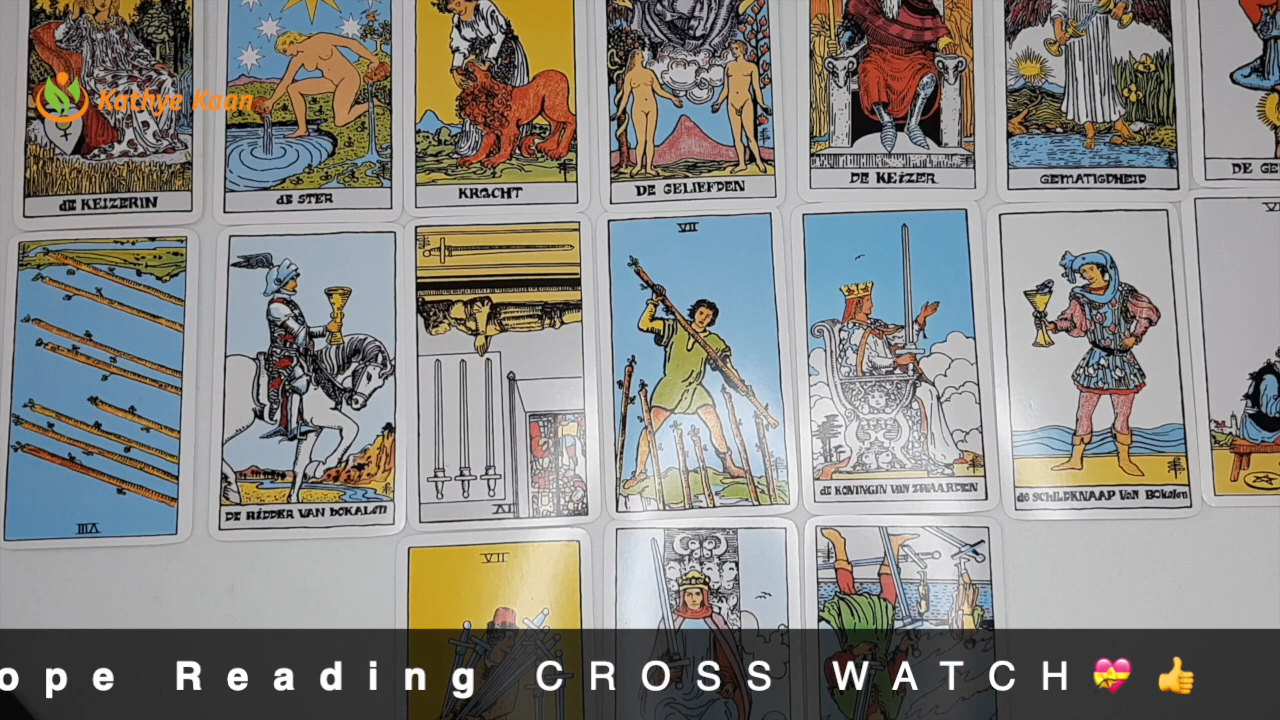 Kathye Kaan
de KEIZERIN
de STER
KRACHT
DE GELIEFDEN
DE KEIZER
GEMATIGDHEID
DE GE
VIII
DE RIDDER VAN BOKALEN
IV
VII
de KONINGIN VAN ZWAARDEN
de SCHILDKNAAP VAN BOKALEN
VI
VII
ope Reading CROSS WATCH